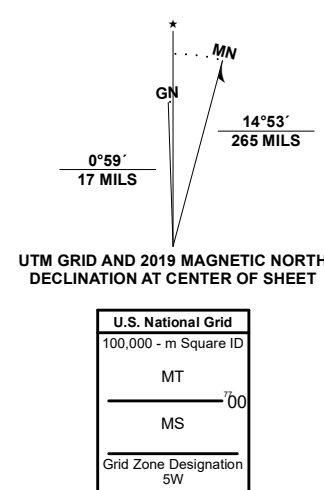 ★
MN
GN
14°53´
265 MILS
0°59´
17 MILS
UTM GRID AND 2019 MAGNETIC NORTH
DECLINATION AT CENTER OF SHEET
U.S. National Grid
100,000 - m Square ID
MT
7700
MS
Grid Zone Designation
5W